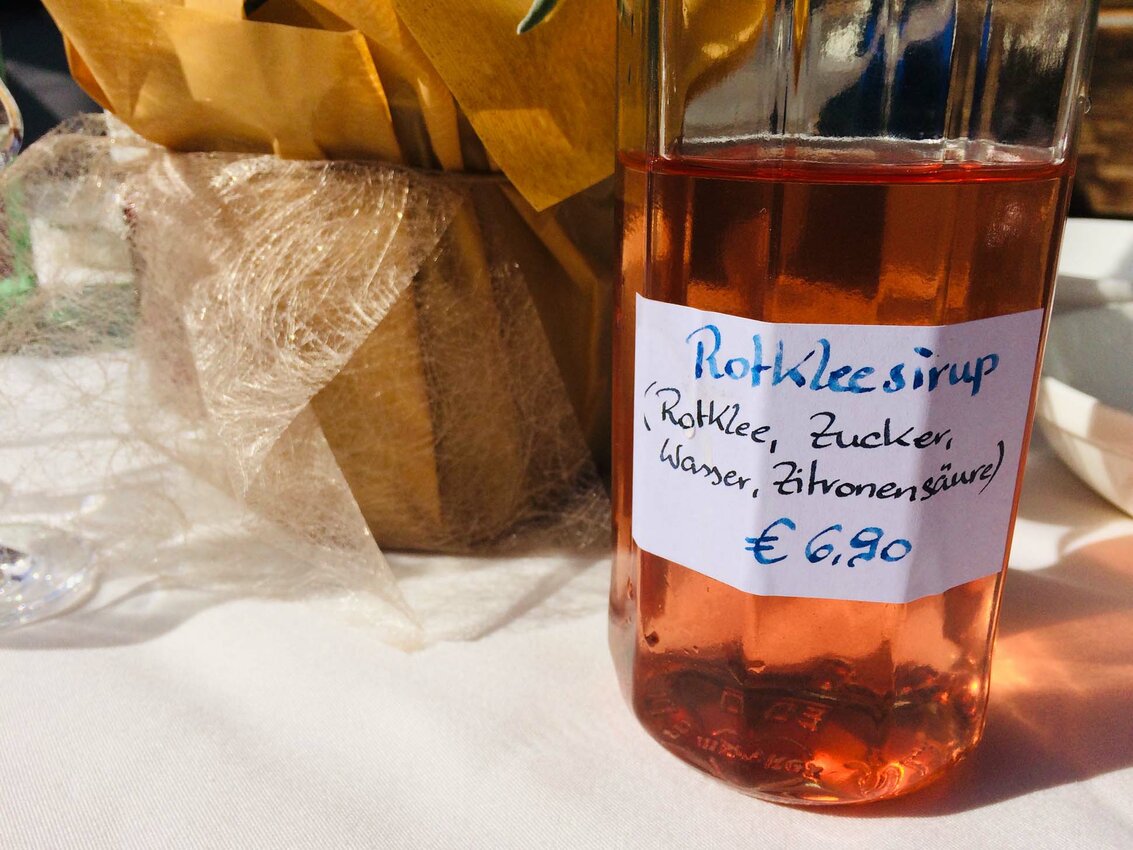 Rotkleesirup
(Rotklee, Zucker,
Wasser, Zitronensäure)
€ 6,90